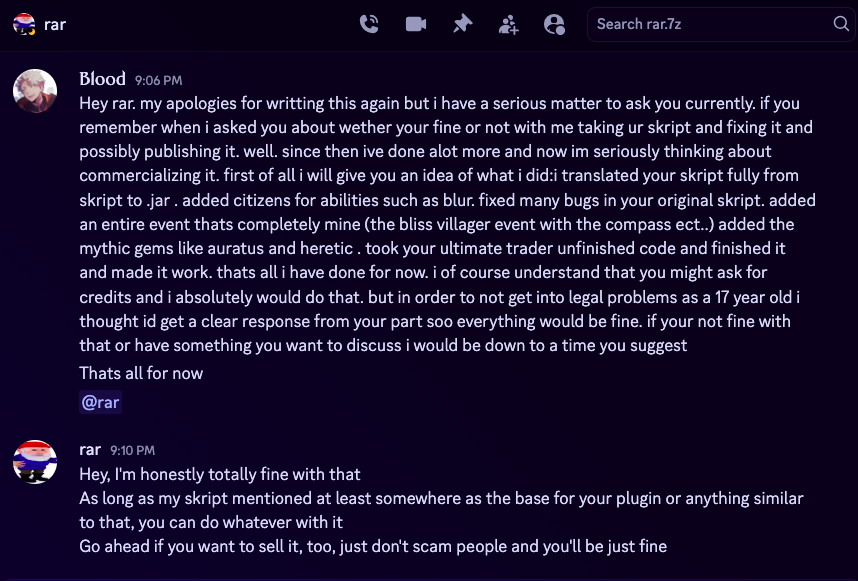 rar
Search rar.7z
Blood 9:06 PM
Hey rar. my apologies for writting this again but i have a serious matter to ask you currently. if you
remember when i asked you about wether your fine or not with me taking ur skript and fixing it and
possibly publishing it. well. since then ive done alot more and now im seriously thinking about
commercializing it. first of all i will give you an idea of what i did:i translated your skript fully from
skript to .jar . added citizens for abilities such as blur. fixed many bugs in your original skript. added
an entire event thats completely mine (the bliss villager event with the compass ect..) added the
mythic gems like auratus and heretic . took your ultimate trader unfinished code and finished it
and made it work. thats all i have done for now. i of course understand that you might ask for
credits and i absolutely would do that. but in order to not get into legal problems as a 17 year old i
thought id get a clear response from your part soo everything would be fine. if your not fine with
that or have something you want to discuss i would be down to a time you suggest
Thats all for now
@rar
rar 9:10 PM
Hey, I'm honestly totally fine with that
As long as my skript mentioned at least somewhere as the base for your plugin or anything similar
to that, you can do whatever with it
Go ahead if you want to sell it, too, just don't scam people and you'll be just fine